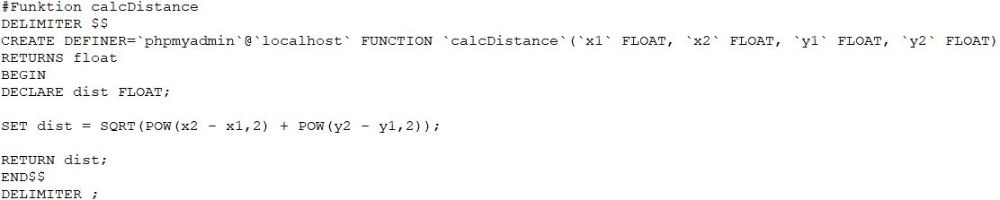 #Funktion calcDistance
DELIMITER $$
CREATE DEFINER=`phpmyadmin`@`localhost` FUNCTION `calcDistance`(`x1` FLOAT, `x2` FLOAT, `y1` FLOAT, `y2` FLOAT)
RETURNS float
BEGIN
DECLARE dist FLOAT;
SET dist = SQRT(POW(x2 - x1,2) + POW(y2 - y1,2));
RETURN dist;
END$$
DELIMITER ;